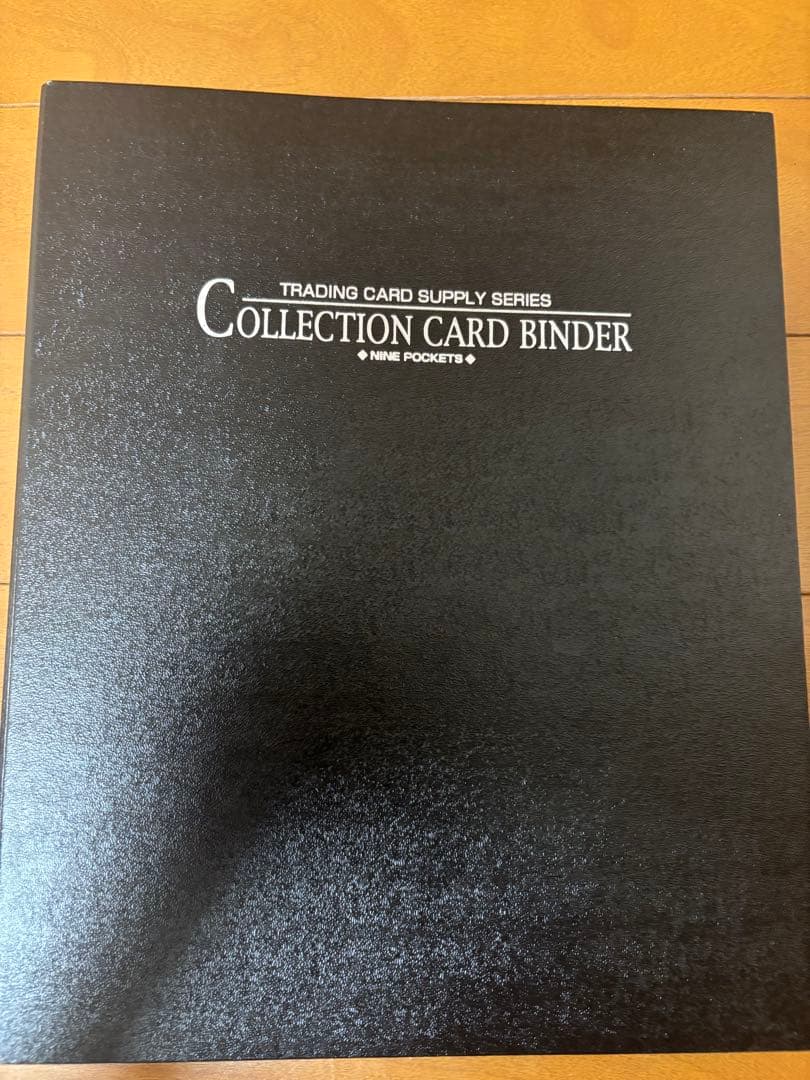 TRADING CARD SUPPLY SERIES
COLLECTION CARD BINDER
◆ NINE POCKETS ◆